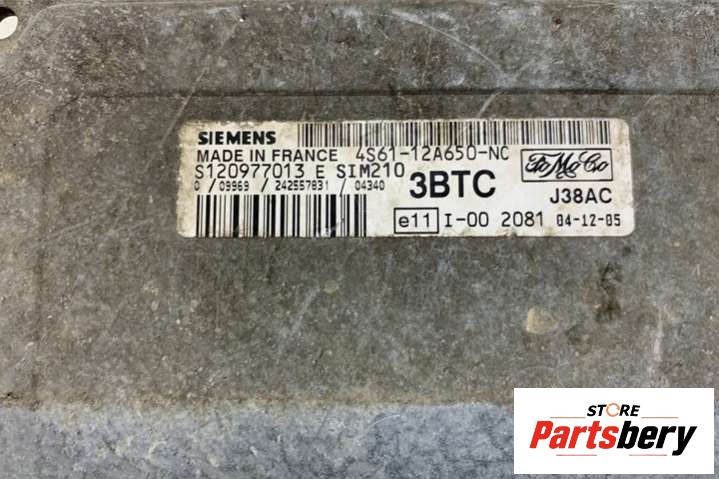 SIEMENS
MADE IN FRANCE 4S61-12A650-NC
S120977013 E SIM210
0 /09969 / 242557831 / 04340
3BTC
FoMoCo
J38AC
e11 I-00 2081 04-12-05
STORE
Partsbery